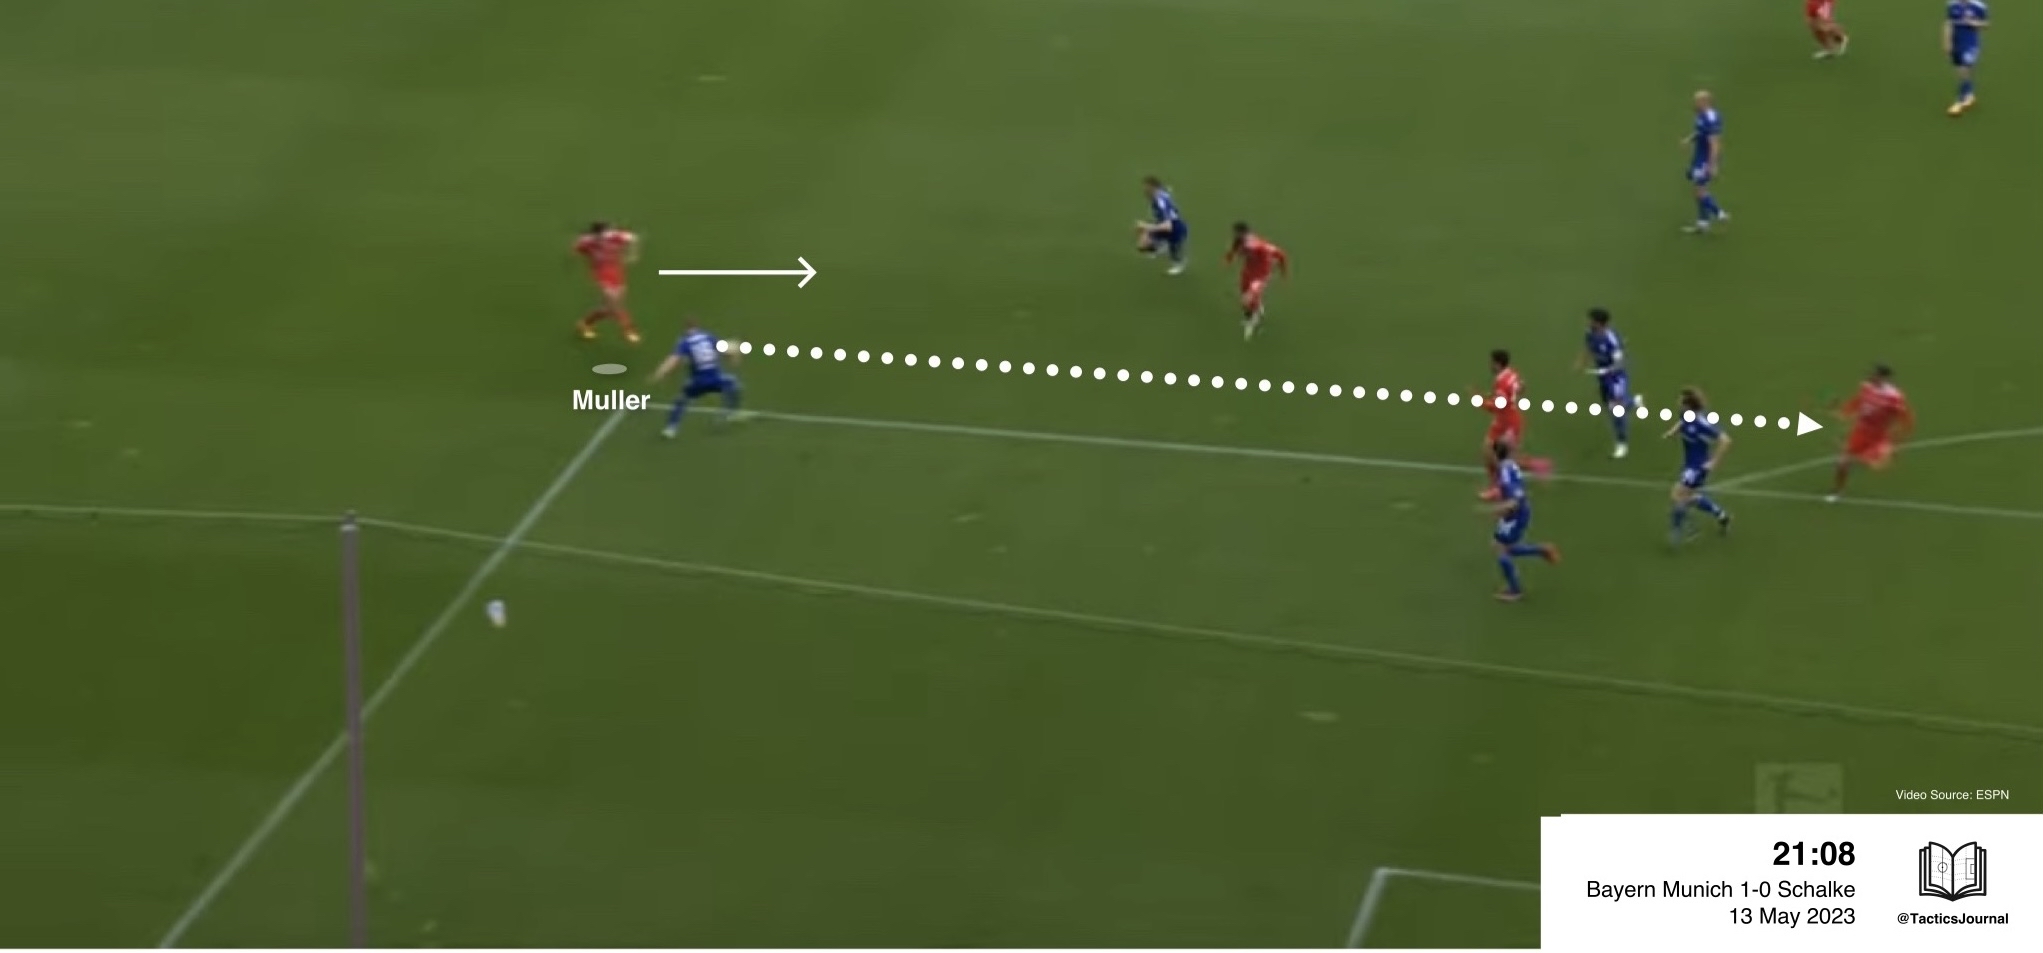 Muller
Video Source: ESPN
21:08
Bayern Munich 1-0 Schalke
13 May 2023
@TacticsJournal